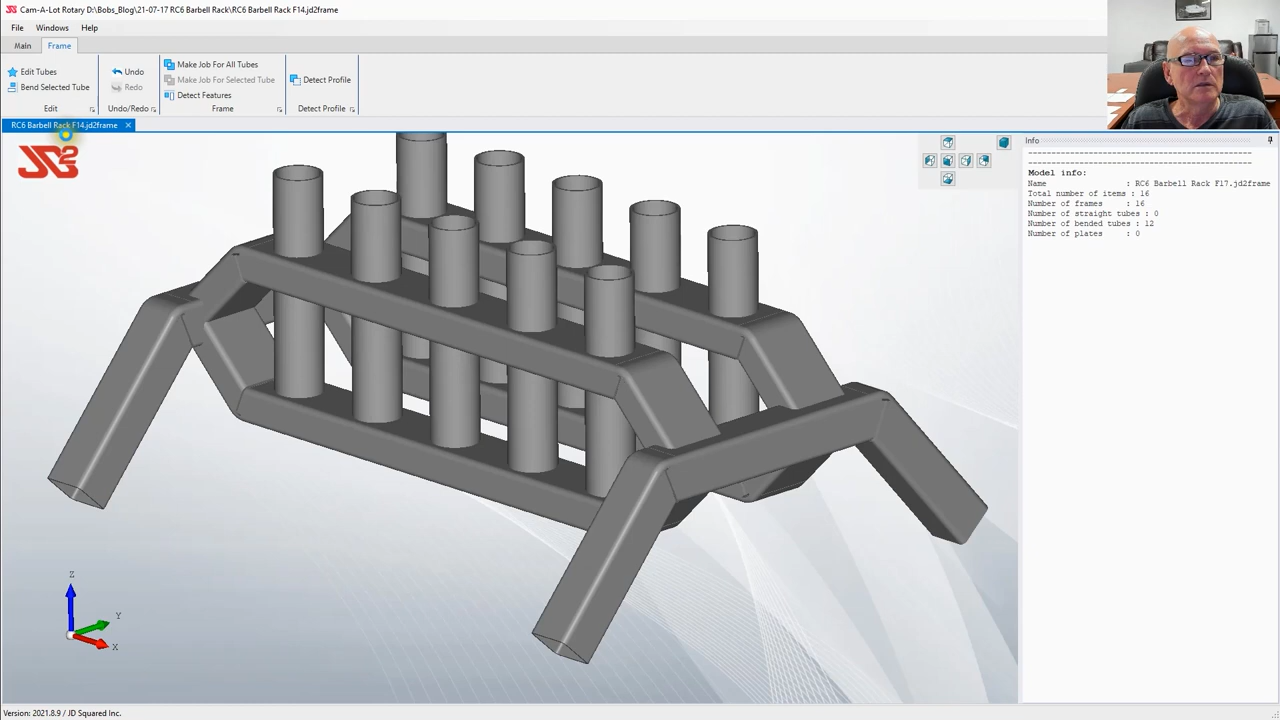 Cam-A-Lot Rotary D:\Bobs_Blog\21-07-17 RC6 Barbell Rack\RC6 Barbell Rack F14.jd2frame
File Windows Help
Main Frame
Edit Tubes
Bend Selected Tube
Edit
Undo
Redo
Undo/Redo
Make Job For All Tubes
Make Job For Selected Tube
Detect Features
Frame
Detect Profile
Detect Profile
RC6 Barbell Rack F14.jd2frame
JD2
Info
Model info:
Name : RC6 Barbell Rack F17.jd2frame
Total number of items : 16
Number of frames : 16
Number of straight tubes : 0
Number of bended tubes : 12
Number of plates : 0
Z
Y
X
Version: 2021.8.9 / JD Squared Inc.